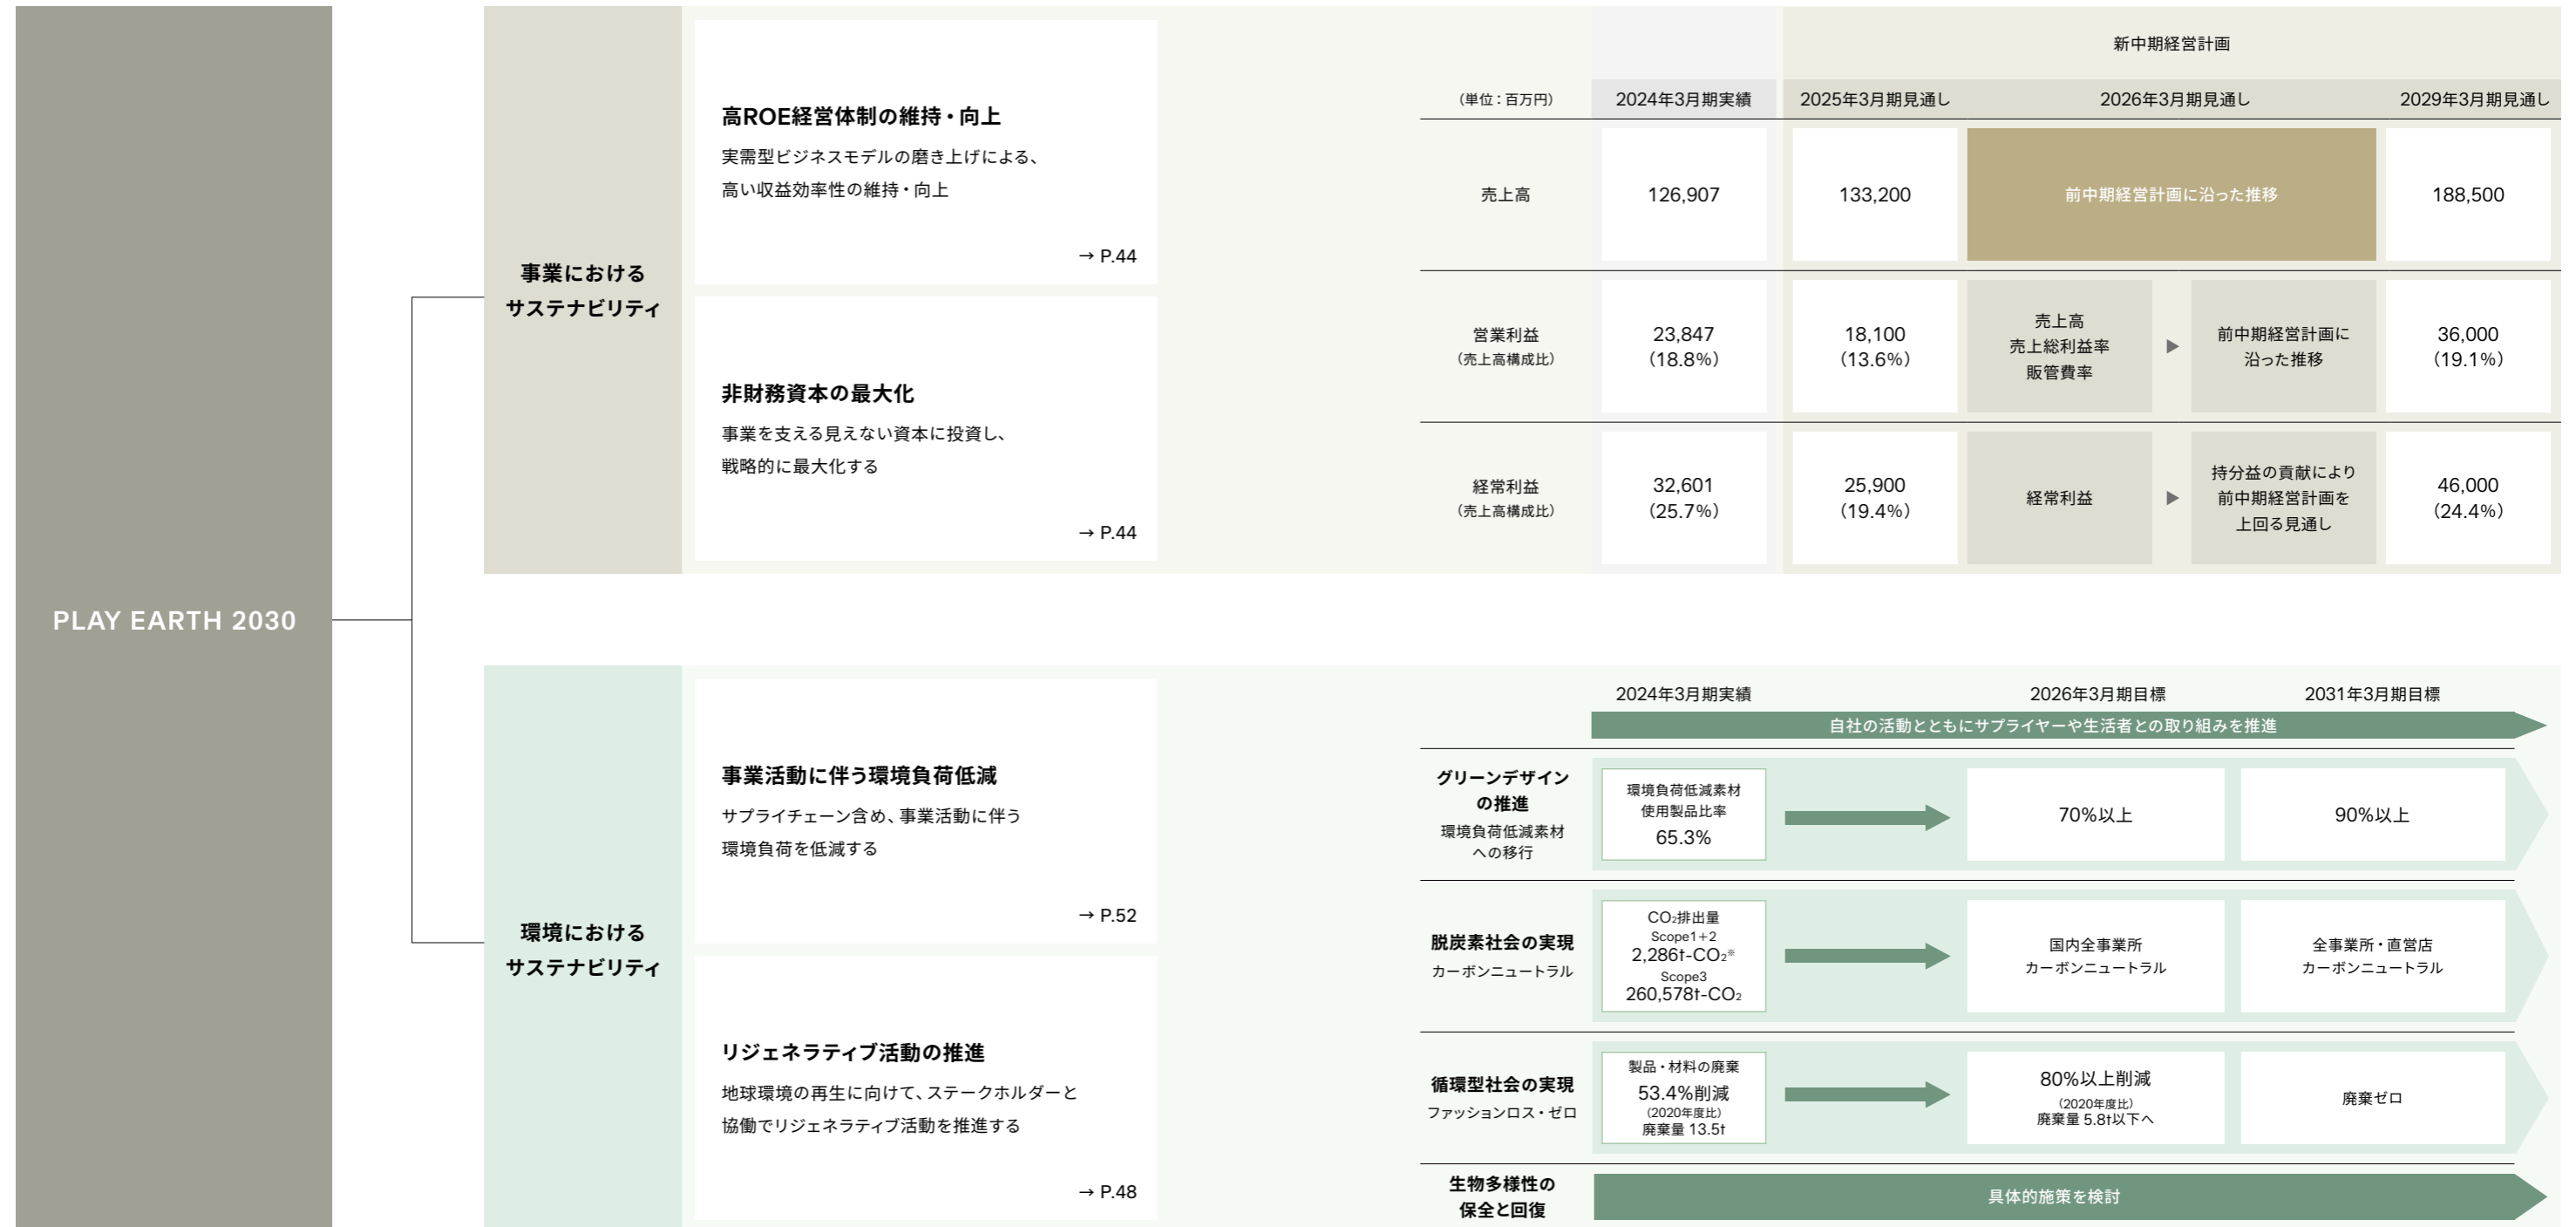 PLAY EARTH 2030
事業における
サステナビリティ
高ROE経営体制の維持・向上
実需型ビジネスモデルの磨き上げによる、
高い収益効率性の維持・向上
→ P.44
非財務資本の最大化
事業を支える見えない資本に投資し、
戦略的に最大化する
→ P.44
新中期経営計画
（単位：百万円） 2024年3月期実績 2025年3月期見通し 2026年3月期見通し 2029年3月期見通し
売上高 126,907 133,200 前中期経営計画に沿った推移 188,500
営業利益
（売上高構成比）
23,847
（18.8%）
18,100
（13.6%）
売上高
売上総利益率
販管費率
▶
前中期経営計画に
沿った推移
36,000
（19.1%）
経常利益
（売上高構成比）
32,601
（25.7%）
25,900
（19.4%）
経常利益
▶
持分益の貢献により
前中期経営計画を
上回る見通し
46,000
（24.4%）
環境における
サステナビリティ
事業活動に伴う環境負荷低減
サプライチェーン含め、事業活動に伴う
環境負荷を低減する
→ P.52
リジェネラティブ活動の推進
地球環境の再生に向けて、ステークホルダーと
協働でリジェネラティブ活動を推進する
→ P.48
2024年3月期実績 2026年3月期目標 2031年3月期目標
自社の活動とともにサプライヤーや生活者との取り組みを推進
グリーンデザイン
の推進
環境負荷低減素材
への移行
環境負荷低減素材
使用製品比率
65.3%
70%以上
90%以上
脱炭素社会の実現
カーボンニュートラル
CO₂排出量
Scope1+2
2,286t-CO₂※
Scope3
260,578t-CO₂
国内全事業所
カーボンニュートラル
全事業所・直営店
カーボンニュートラル
循環型社会の実現
ファッションロス・ゼロ
製品・材料の廃棄
53.4%削減
（2020年度比）
廃棄量 13.5t
80%以上削減
（2020年度比）
廃棄量 5.8t以下へ
廃棄ゼロ
生物多様性の
保全と回復
具体的施策を検討